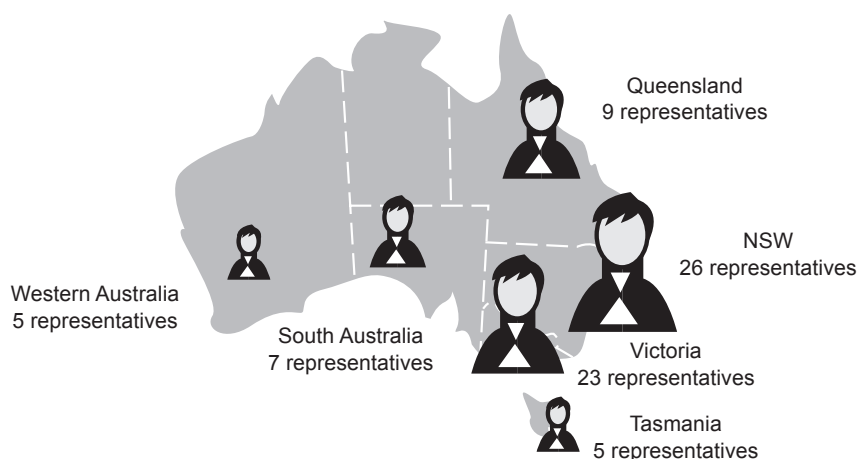 Queensland
9 representatives
NSW
26 representatives
Western Australia
5 representatives
South Australia
7 representatives
Victoria
23 representatives
Tasmania
5 representatives